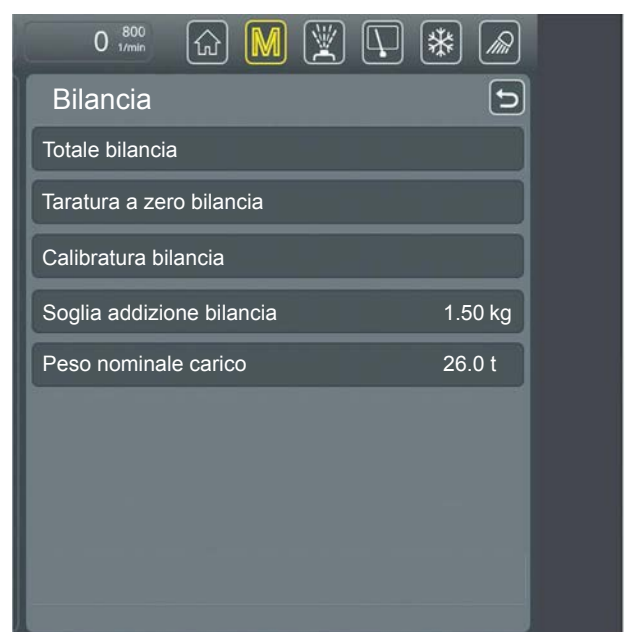 0 800 1/min
M
Bilancia
Totale bilancia
Taratura a zero bilancia
Calibratura bilancia
Soglia addizione bilancia 1.50 kg
Peso nominale carico 26.0 t